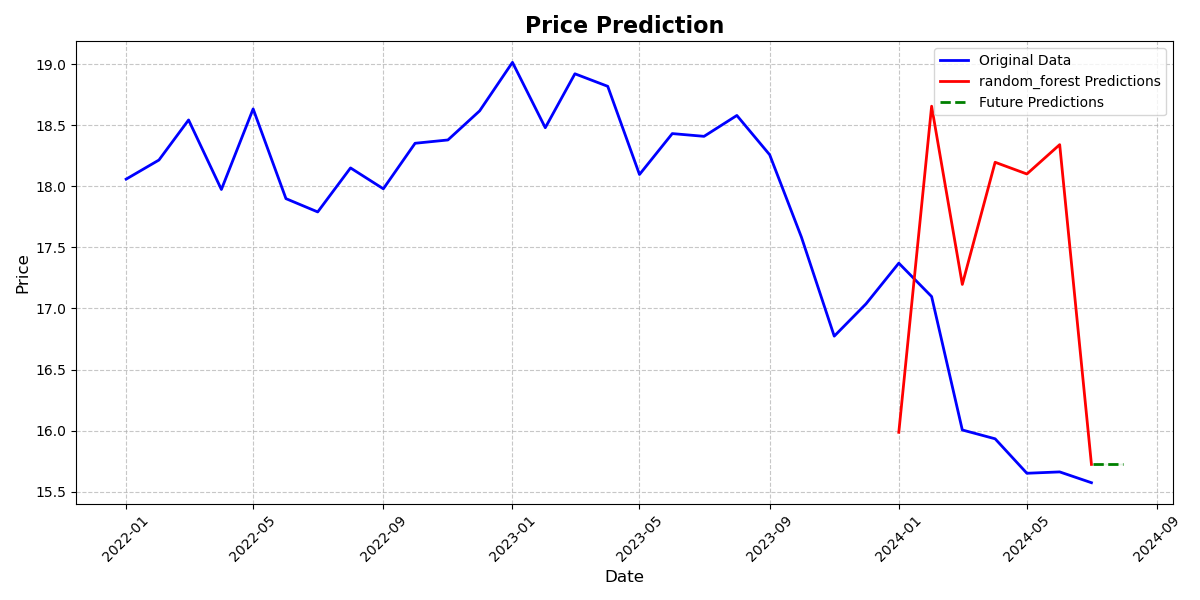 Price Prediction
Original Data
random_forest Predictions
Future Predictions
Price
19.0
18.5
18.0
17.5
17.0
16.5
16.0
15.5
2022-01
2022-05
2022-09
2023-01
2023-05
2023-09
2024-01
2024-05
2024-09
Date